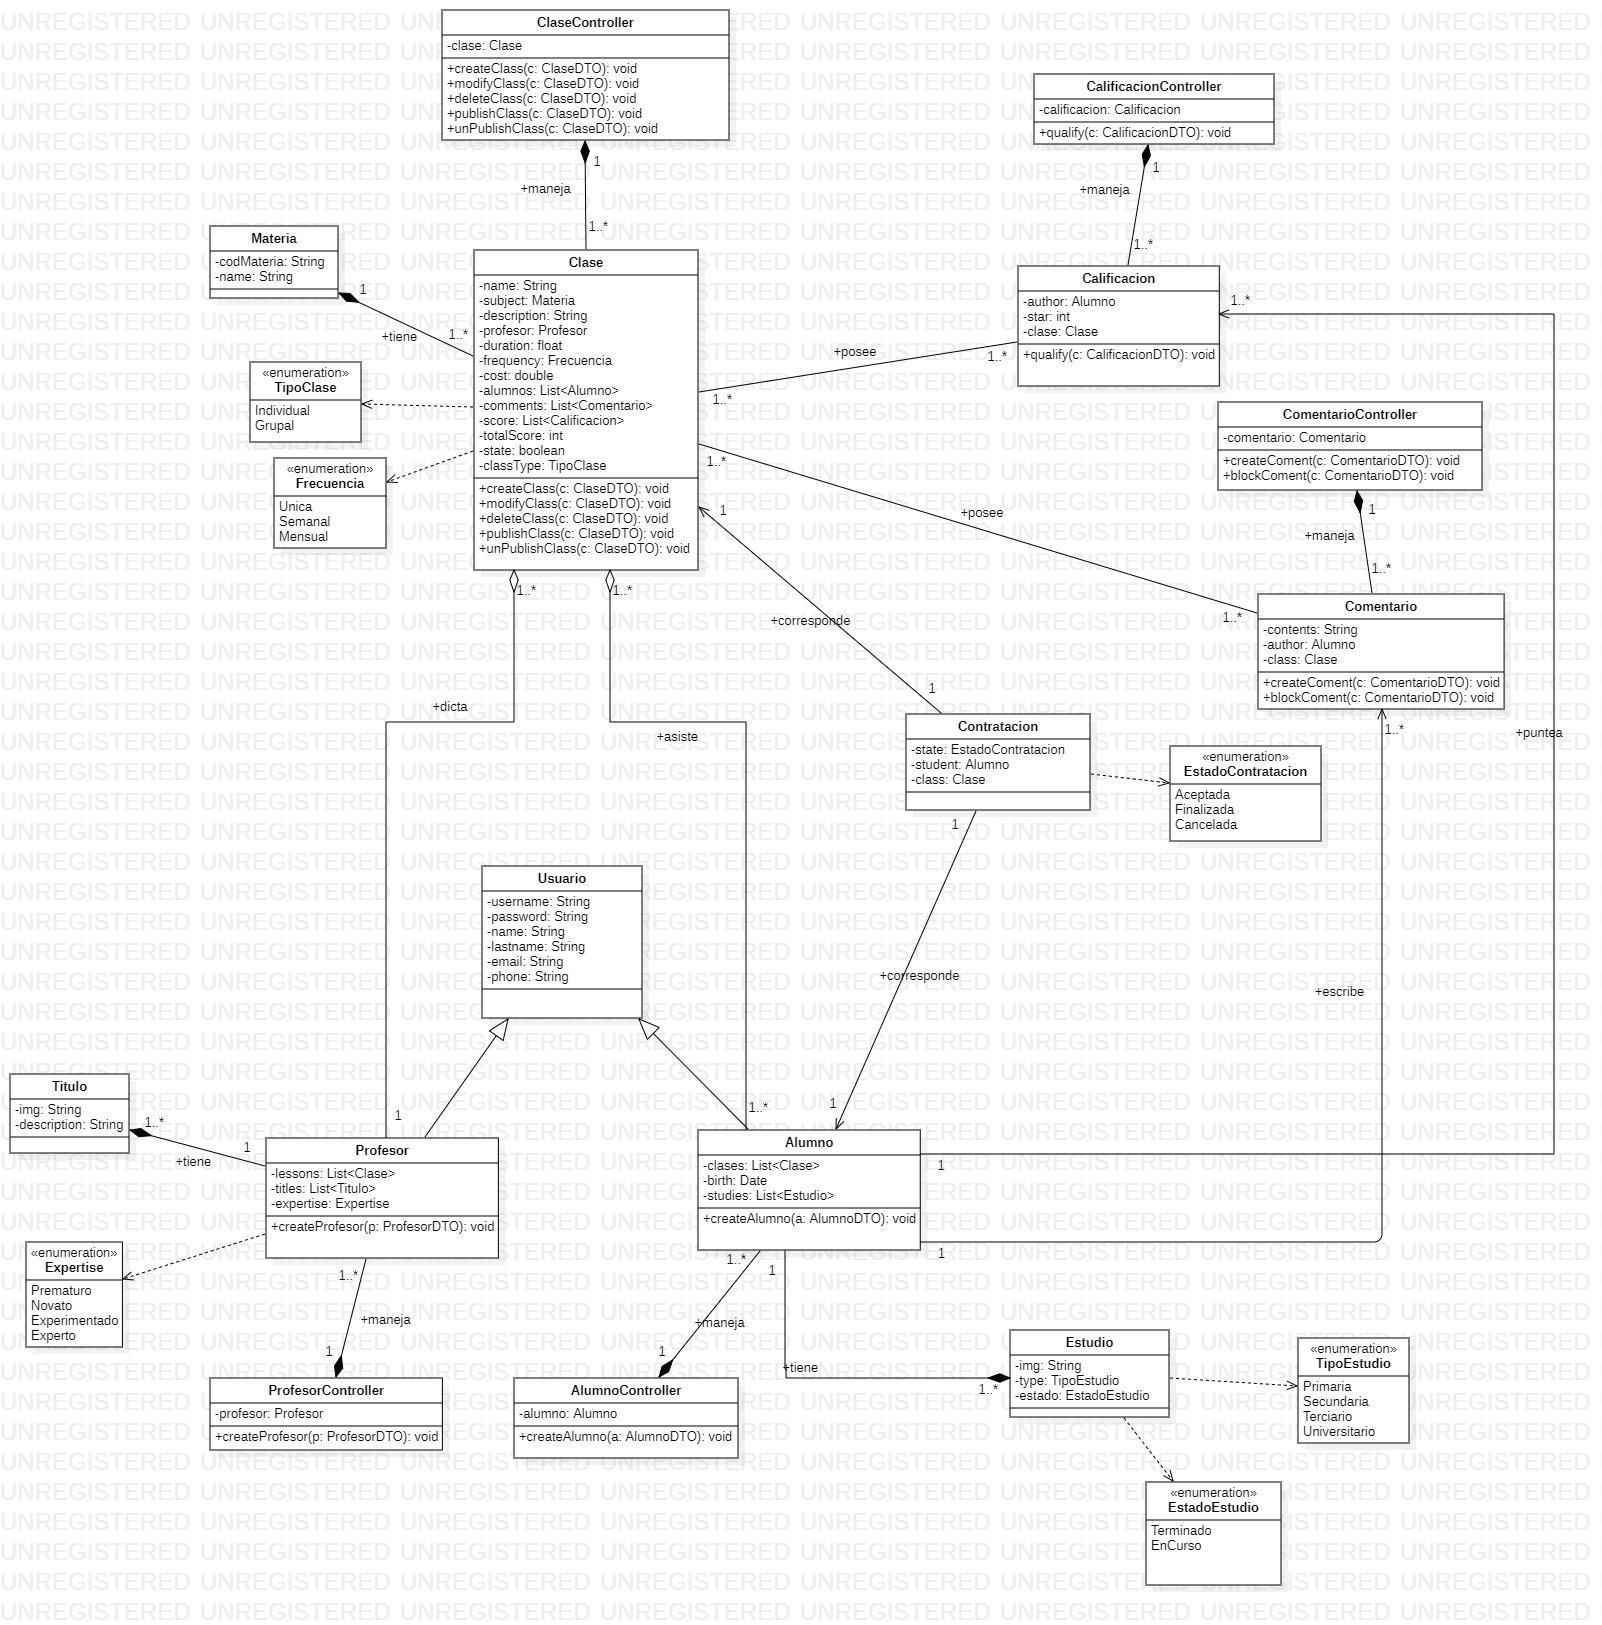 ClaseController
-clase: Clase
+createClass(c: ClaseDTO): void
+modifyClass(c: ClaseDTO): void
+deleteClass(c: ClaseDTO): void
+publishClass(c: ClaseDTO): void
+unPublishClass(c: ClaseDTO): void
1
+maneja
1..*
CalificacionController
-calificacion: Calificacion
+qualify(c: CalificacionDTO): void
1
+maneja
1..*
Materia
-codMateria: String
-name: String
1
+tiene
1..*
Clase
-name: String
-subject: Materia
-description: String
-profesor: Profesor
-duration: float
-frequency: Frecuencia
-cost: double
-alumnos: List<Alumno>
-comments: List<Comentario>
-score: List<Calificacion>
-totalScore: int
-state: boolean
-classType: TipoClase
+createClass(c: ClaseDTO): void
+modifyClass(c: ClaseDTO): void
+deleteClass(c: ClaseDTO): void
+publishClass(c: ClaseDTO): void
+unPublishClass(c: ClaseDTO): void
Calificacion
-author: Alumno
-star: int
-clase: Clase
+qualify(c: CalificacionDTO): void
1..*
+posee
1..*
1..*
«enumeration»
TipoClase
Individual
Grupal
«enumeration»
Frecuencia
Unica
Semanal
Mensual
ComentarioController
-comentario: Comentario
+createComent(c: ComentarioDTO): void
+blockComent(c: ComentarioDTO): void
1
+maneja
1..*
1..*
+posee
1..*
Comentario
-contents: String
-author: Alumno
-class: Clase
+createComent(c: ComentarioDTO): void
+blockComent(c: ComentarioDTO): void
1..*
+puntea
1
+corresponde
1
1..*
1..*
+dicta
+asiste
Contratacion
-state: EstadoContratacion
-student: Alumno
-class: Clase
«enumeration»
EstadoContratacion
Aceptada
Finalizada
Cancelada
1
+corresponde
1
+escribe
Usuario
-username: String
-password: String
-name: String
-lastname: String
-email: String
-phone: String
Titulo
-img: String
-description: String
1..*
+tiene
1
1
Profesor
-lessons: List<Clase>
-titles: List<Titulo>
-expertise: Expertise
+createProfesor(p: ProfesorDTO): void
1..*
Alumno
-clases: List<Clase>
-birth: Date
-studies: List<Estudio>
+createAlumno(a: AlumnoDTO): void
1
1
«enumeration»
Expertise
Prematuro
Novato
Experimentado
Experto
1..*
+maneja
1
ProfesorController
-profesor: Profesor
+createProfesor(p: ProfesorDTO): void
1..*
+maneja
1
AlumnoController
-alumno: Alumno
+createAlumno(a: AlumnoDTO): void
1
+tiene
1..*
Estudio
-img: String
-type: TipoEstudio
-estado: EstadoEstudio
«enumeration»
TipoEstudio
Primaria
Secundaria
Terciario
Universitario
«enumeration»
EstadoEstudio
Terminado
EnCurso
UNREGISTERED